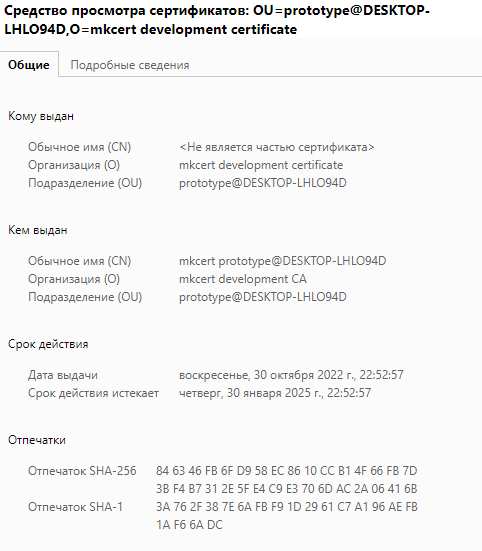 Средство просмотра сертификатов: OU=prototype@DESKTOP-
LHLO94D,O=mkcert development certificate
Общие Подробные сведения
Кому выдан
Обычное имя (CN) <Не является частью сертификата>
Организация (O) mkcert development certificate
Подразделение (OU) prototype@DESKTOP-LHLO94D
Кем выдан
Обычное имя (CN) mkcert prototype@DESKTOP-LHLO94D
Организация (O) mkcert development CA
Подразделение (OU) prototype@DESKTOP-LHLO94D
Срок действия
Дата выдачи воскресенье, 30 октября 2022 г., 22:52:57
Срок действия истекает четверг, 30 января 2025 г., 22:52:57
Отпечатки
Отпечаток SHA-256 84 63 46 FB 6F D9 58 EC 86 10 CC B1 4F 66 FB 7D
3B F4 B7 31 2E 5F E4 C9 E3 70 6D AC 2A 06 41 6B
Отпечаток SHA-1 3A 76 2F 38 7E 6A FB F9 1D 29 61 C7 A1 96 AE FB
1A F6 6A DC